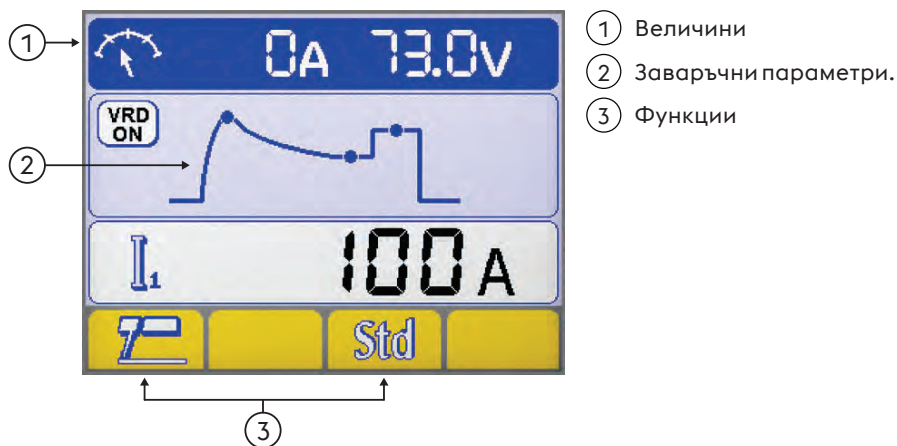 1
0A 73.0V
VRD
ON
2
I1
100A
Std
3
1 Величини
2 Заваръчни параметри.
3 Функции